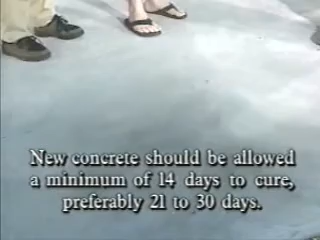 New concrete should be allowed
a minimum of 14 days to cure,
preferably 21 to 30 days.